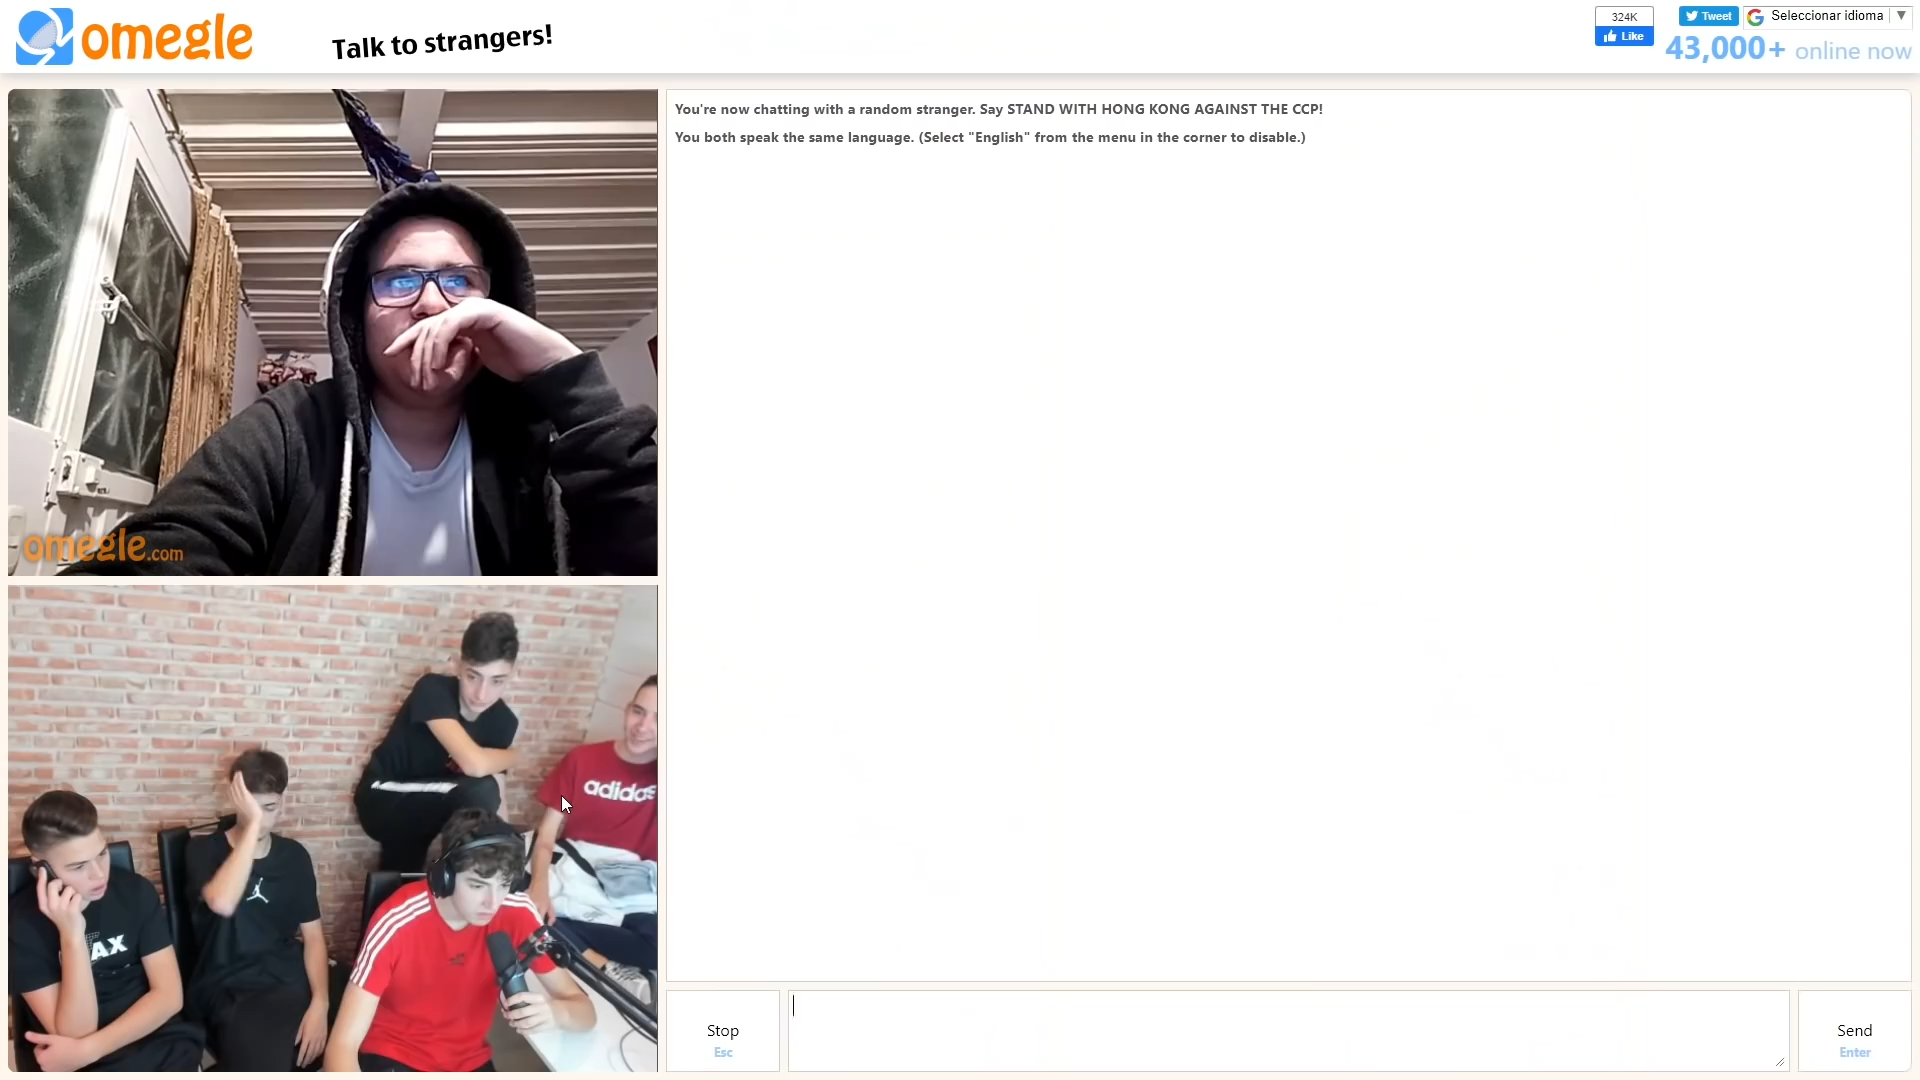 omegle
Talk to strangers!
324K
Like
Tweet
Seleccionar idioma
43,000+ online now
You're now chatting with a random stranger. Say STAND WITH HONG KONG AGAINST THE CCP!
You both speak the same language. (Select "English" from the menu in the corner to disable.)
omegle.com
adidas
AX
Stop
Esc
Send
Enter